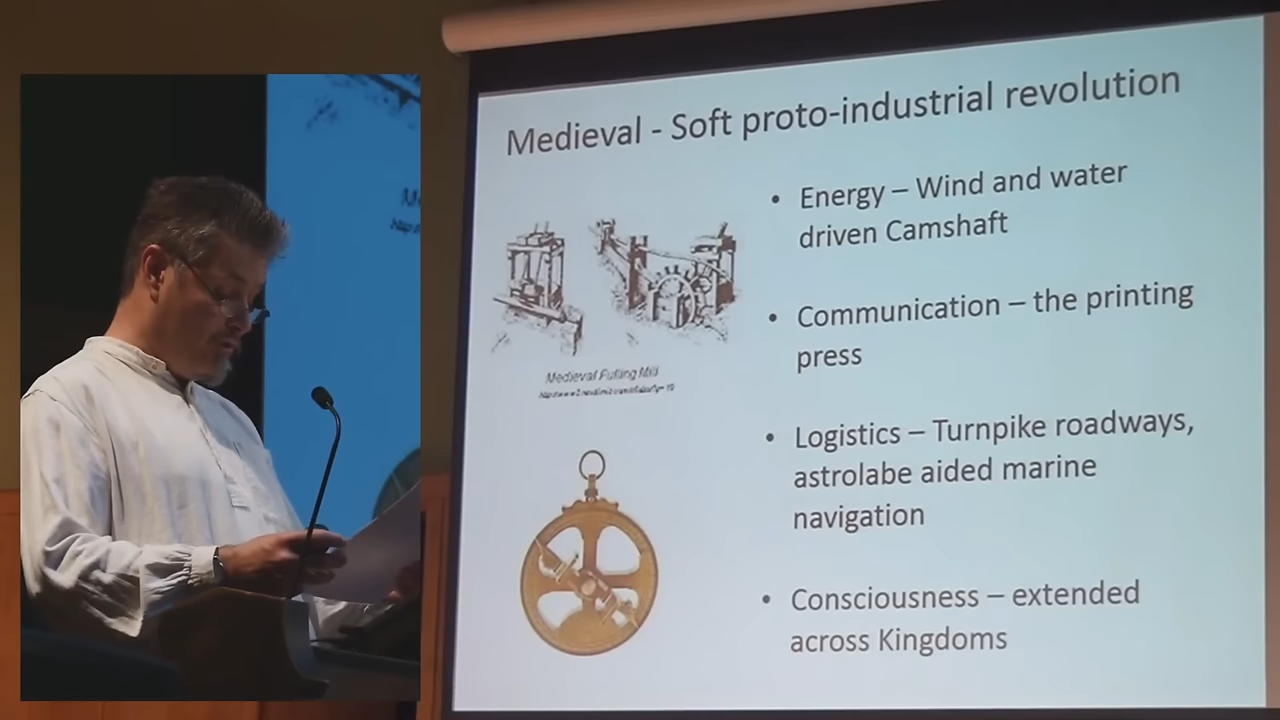 Medieval - Soft proto-industrial revolution
• Energy – Wind and water
driven Camshaft
• Communication – the printing
press
Medieval Fulling Mill
• Logistics – Turnpike roadways,
astrolabe aided marine
navigation
• Consciousness – extended
across Kingdoms